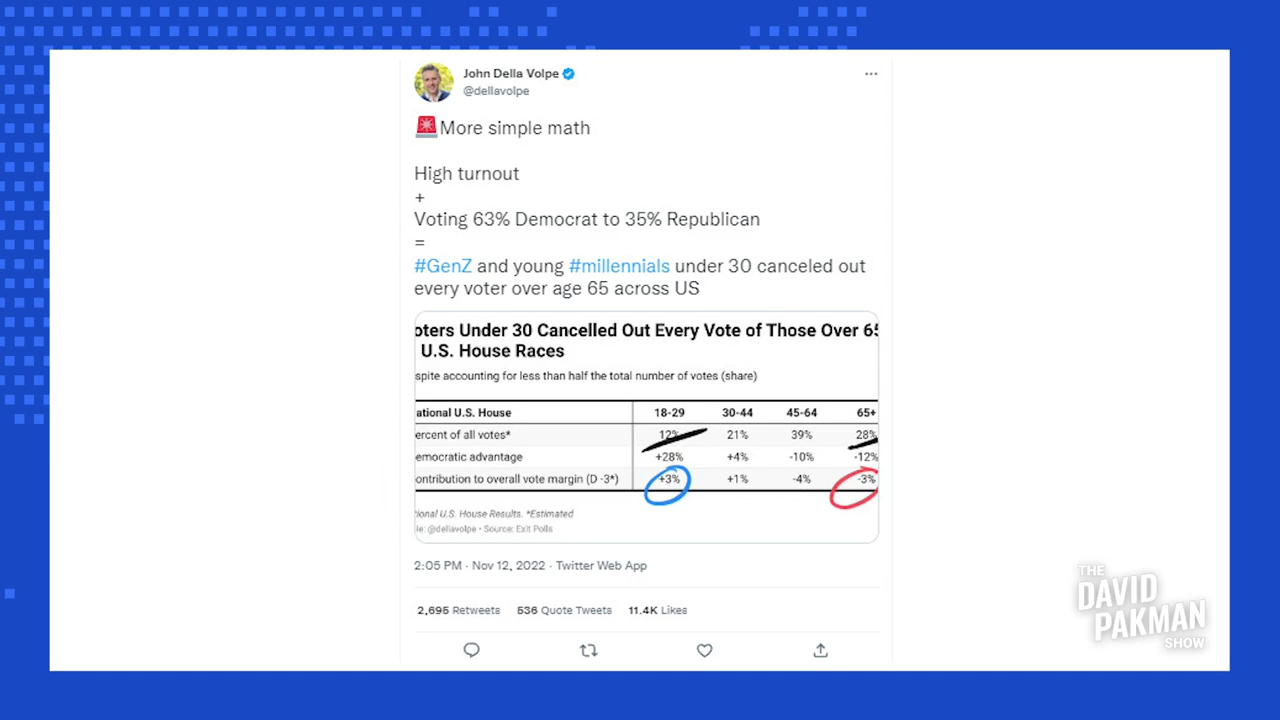 John Della Volpe
@dellavolpe
More simple math
High turnout
+
Voting 63% Democrat to 35% Republican
=
#GenZ and young #millennials under 30 canceled out
every voter over age 65 across US
oters Under 30 Cancelled Out Every Vote of Those Over 65
U.S. House Races
spite accounting for less than half the total number of votes (share)
ational U.S. House 18-29 30-44 45-64 65+
ercent of all votes* 12% 21% 39% 28%
emocratic advantage +28% +4% -10% -12%
ontribution to overall vote margin (D -3*) +3% +1% -4% -3%
ional U.S. House Results. *Estimated
le: @dellavolpe • Source: Exit Polls
2:05 PM · Nov 12, 2022 · Twitter Web App
2,695 Retweets 536 Quote Tweets 11.4K Likes
THE
DAVID
PAKMAN
SHOW